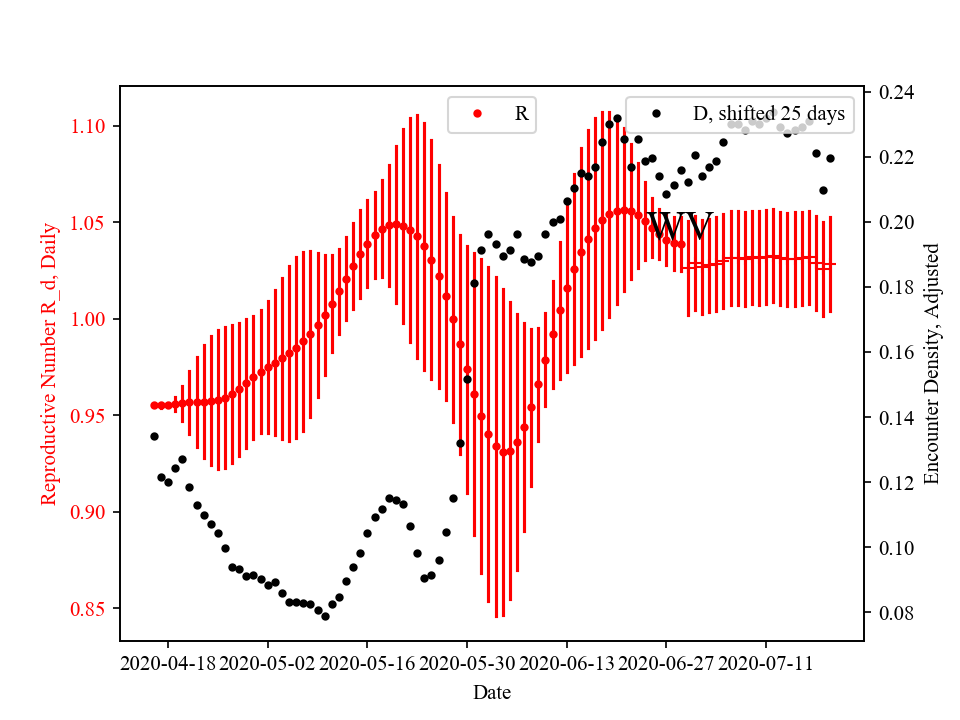 R
D, shifted 25 days
Reproductive Number R_d, Daily
1.10
1.05
1.00
0.95
0.90
0.85
WV
0.24
0.22
0.20
0.18
0.16
0.14
0.12
0.10
0.08
Encounter Density, Adjusted
2020-04-18 2020-05-02 2020-05-16 2020-05-30 2020-06-13 2020-06-27 2020-07-11
Date